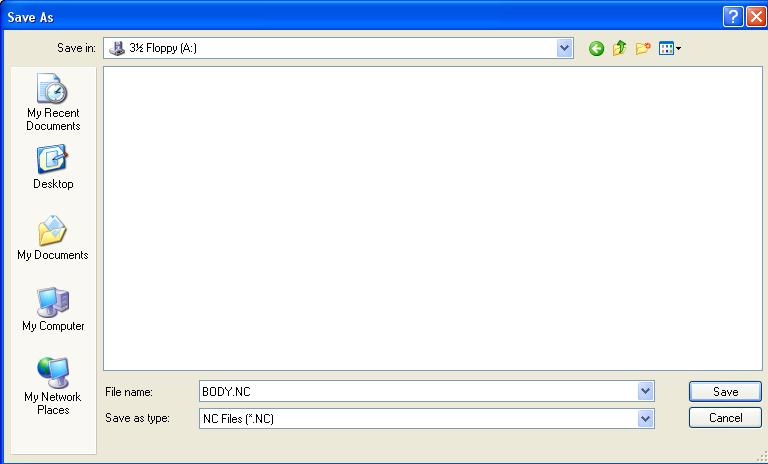 Save As
Save in:
3½ Floppy (A:)
My Recent
Documents
Desktop
My Documents
My Computer
My Network
Places
File name:
BODY.NC
Save
Save as type:
NC Files (*.NC)
Cancel